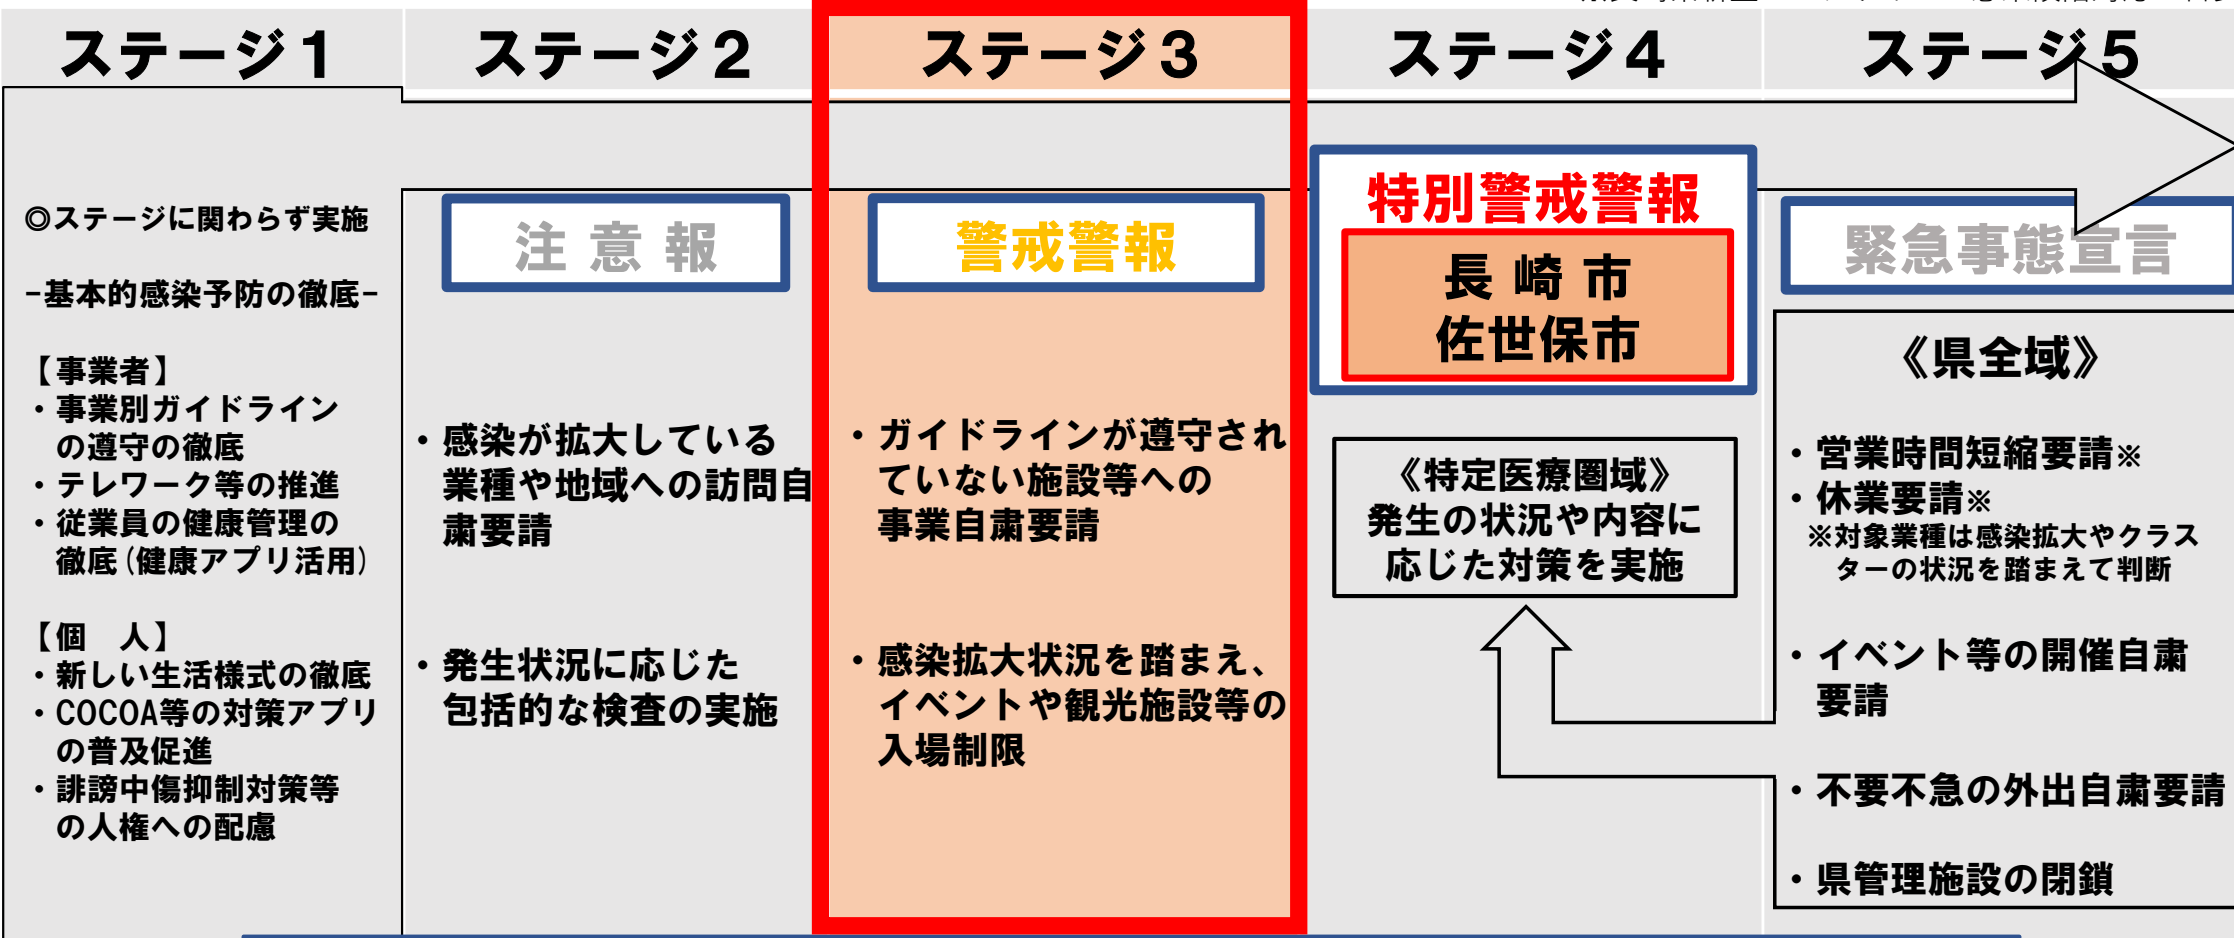 ステージ1
ステージ2
ステージ3
ステージ4
ステージ5
◎ステージに関わらず実施
-基本的感染予防の徹底-
【事業者】
・事業別ガイドライン
の遵守の徹底
・テレワーク等の推進
・従業員の健康管理の
徹底(健康アプリ活用)
【個　人】
・新しい生活様式の徹底
・COCOA等の対策アプリ
の普及促進
・誹謗中傷抑制対策等
の人権への配慮
注 意 報
・感染が拡大している
業種や地域への訪問自
粛要請
・発生状況に応じた
包括的な検査の実施
警戒警報
・ガイドラインが遵守され
ていない施設等への
事業自粛要請
・感染拡大状況を踏まえ、
イベントや観光施設等の
入場制限
特別警戒警報
長 崎 市
佐世保市
《特定医療圏域》
発生の状況や内容に
応じた対策を実施
緊急事態宣言
《県全域》
・営業時間短縮要請※
・休業要請※
※対象業種は感染拡大やクラス
ターの状況を踏まえて判断
・イベント等の開催自粛
要請
・不要不急の外出自粛要請
・県管理施設の閉鎖